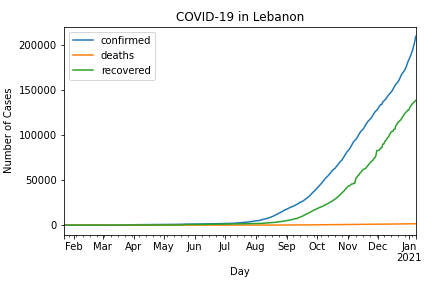 COVID-19 in Lebanon
confirmed
deaths
recovered
Number of Cases
200000
150000
100000
50000
0
Feb Mar Apr May Jun Jul Aug Sep Oct Nov Dec Jan
2021
Day